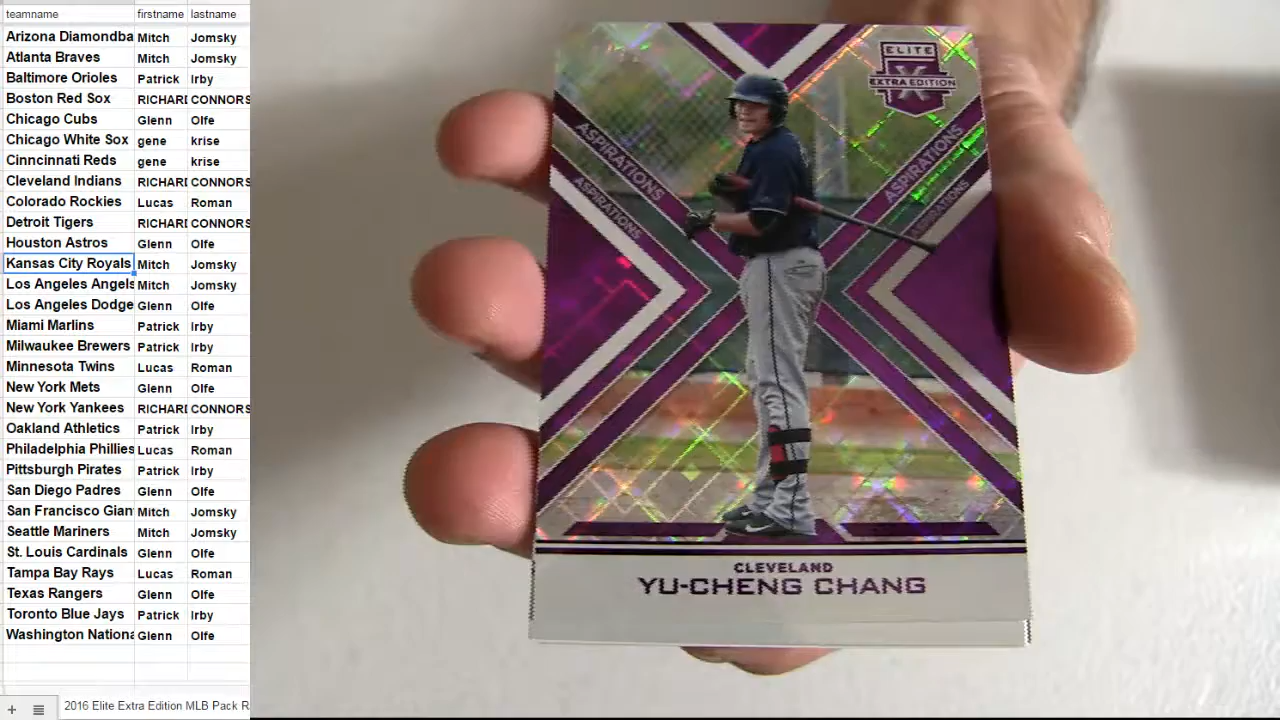 teamname firstname lastname
Arizona Diamondba Mitch Jomsky
Atlanta Braves Mitch Jomsky
Baltimore Orioles Patrick Irby
Boston Red Sox RICHARD CONNORS
Chicago Cubs Glenn Olfe
Chicago White Sox gene krise
Cinncinnati Reds gene krise
Cleveland Indians RICHARD CONNORS
Colorado Rockies Lucas Roman
Detroit Tigers RICHARD CONNORS
Houston Astros Glenn Olfe
Kansas City Royals Mitch Jomsky
Los Angeles Angels Mitch Jomsky
Los Angeles Dodge Glenn Olfe
Miami Marlins Patrick Irby
Milwaukee Brewers Patrick Irby
Minnesota Twins Lucas Roman
New York Mets Glenn Olfe
New York Yankees RICHARD CONNORS
Oakland Athletics Patrick Irby
Philadelphia Phillies Lucas Roman
Pittsburgh Pirates Patrick Irby
San Diego Padres Glenn Olfe
San Francisco Gian Mitch Jomsky
Seattle Mariners Mitch Jomsky
St. Louis Cardinals Glenn Olfe
Tampa Bay Rays Lucas Roman
Texas Rangers Glenn Olfe
Toronto Blue Jays Patrick Irby
Washington Nationa Glenn Olfe
2016 Elite Extra Edition MLB Pack R
ELITE
EXTRA EDITION
ASPIRATIONS
ASPIRATIONS
ASPIRATIONS
ASPIRATIONS
CLEVELAND
YU-CHENG CHANG